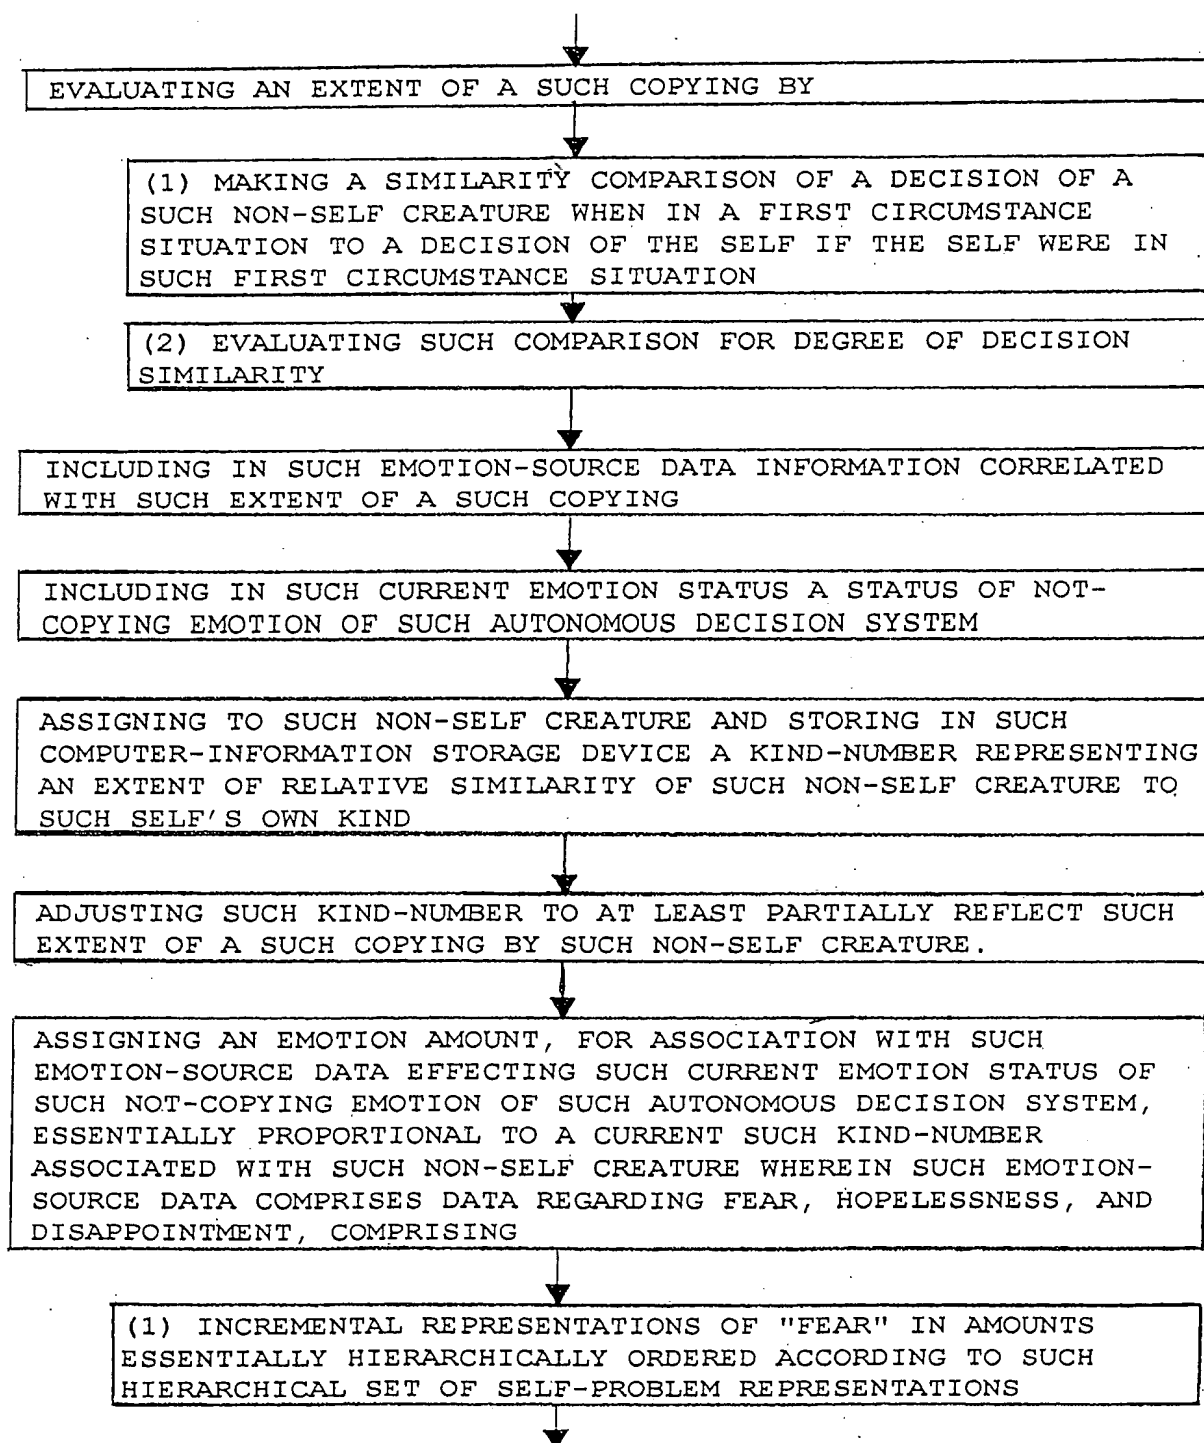 EVALUATING AN EXTENT OF A SUCH COPYING BY
(1) MAKING A SIMILARITY COMPARISON OF A DECISION OF A
SUCH NON-SELF CREATURE WHEN IN A FIRST CIRCUMSTANCE
SITUATION TO A DECISION OF THE SELF IF THE SELF WERE IN
SUCH FIRST CIRCUMSTANCE SITUATION
(2) EVALUATING SUCH COMPARISON FOR DEGREE OF DECISION
SIMILARITY
INCLUDING IN SUCH EMOTION-SOURCE DATA INFORMATION CORRELATED
WITH SUCH EXTENT OF A SUCH COPYING
INCLUDING IN SUCH CURRENT EMOTION STATUS A STATUS OF NOT-
COPYING EMOTION OF SUCH AUTONOMOUS DECISION SYSTEM
ASSIGNING TO SUCH NON-SELF CREATURE AND STORING IN SUCH
COMPUTER-INFORMATION STORAGE DEVICE A KIND-NUMBER REPRESENTING
AN EXTENT OF RELATIVE SIMILARITY OF SUCH NON-SELF CREATURE TO
SUCH SELF'S OWN KIND
ADJUSTING SUCH KIND-NUMBER TO AT LEAST PARTIALLY REFLECT SUCH
EXTENT OF A SUCH COPYING BY SUCH NON-SELF CREATURE.
ASSIGNING AN EMOTION AMOUNT, FOR ASSOCIATION WITH SUCH
EMOTION-SOURCE DATA EFFECTING SUCH CURRENT EMOTION STATUS OF
SUCH NOT-COPYING EMOTION OF SUCH AUTONOMOUS DECISION SYSTEM,
ESSENTIALLY PROPORTIONAL TO A CURRENT SUCH KIND-NUMBER
ASSOCIATED WITH SUCH NON-SELF CREATURE WHEREIN SUCH EMOTION-
SOURCE DATA COMPRISES DATA REGARDING FEAR, HOPELESSNESS, AND
DISAPPOINTMENT, COMPRISING
(1) INCREMENTAL REPRESENTATIONS OF "FEAR" IN AMOUNTS
ESSENTIALLY HIERARCHICALLY ORDERED ACCORDING TO SUCH
HIERARCHICAL SET OF SELF-PROBLEM REPRESENTATIONS